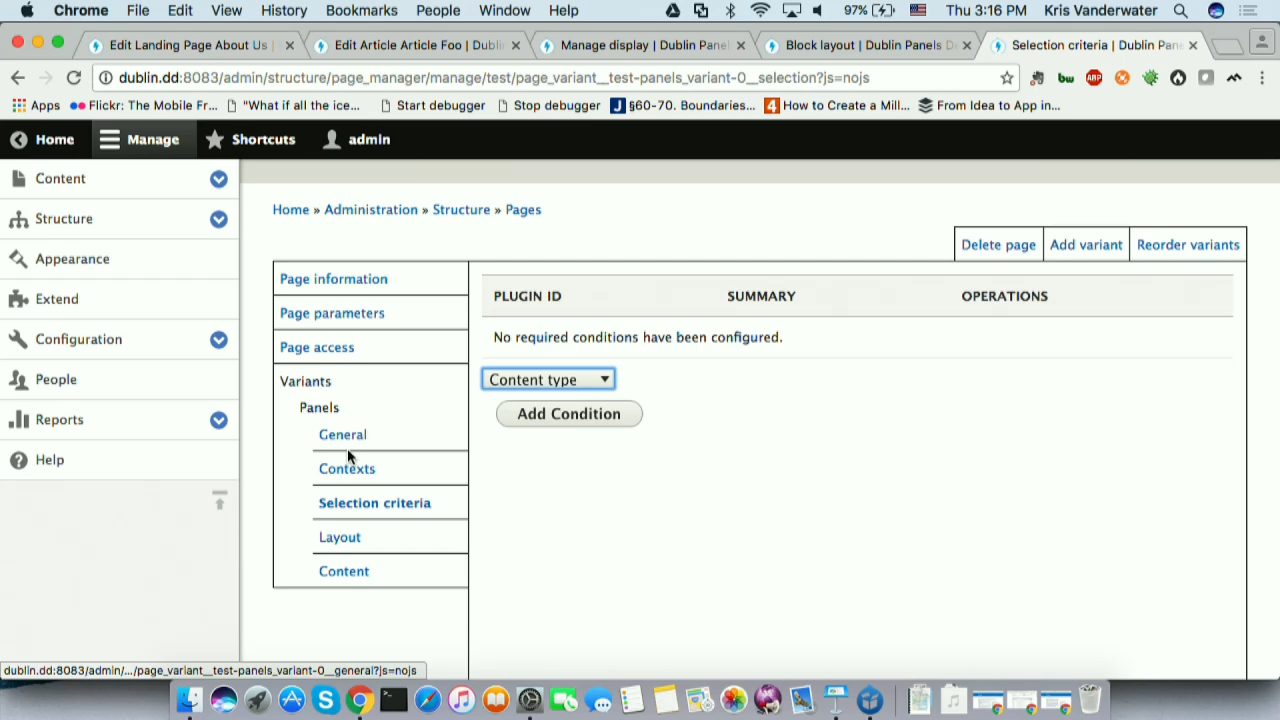 Chrome File Edit View History Bookmarks People Window Help 97% Thu 3:16 PM Kris Vanderwater
Edit Landing Page About Us | Edit Article Article Foo | Dublin Manage display | Dublin Pane Block layout | Dublin Panels D Selection criteria | Dublin Pane
dublin.dd:8083/admin/structure/page_manager/manage/test/page_variant__test-panels_variant-0__selection?js=nojs
Apps Flickr: The Mobile Fr... "What if all the ice... Start debugger Stop debugger §60-70. Boundaries... How to Create a Mill... From Idea to App in...
Home Manage Shortcuts admin
Content
Structure
Appearance
Extend
Configuration
People
Reports
Help
Home » Administration » Structure » Pages
Delete page Add variant Reorder variants
Page information
Page parameters
Page access
Variants
Panels
General
Contexts
Selection criteria
Layout
Content
PLUGIN ID SUMMARY OPERATIONS
No required conditions have been configured.
Content type
Add Condition
dublin.dd:8083/admin/.../page_variant__test-panels_variant-0__general?js=nojs